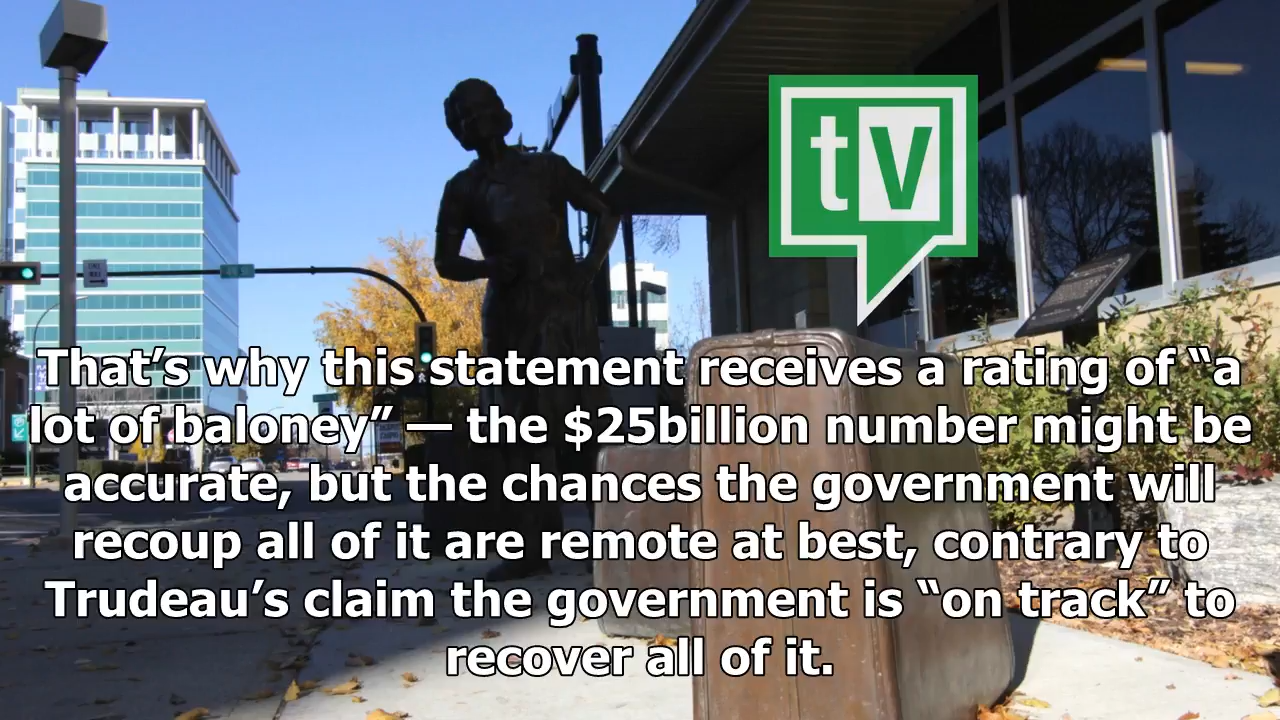 tv
That’s why this statement receives a rating of “a
lot of baloney” — the $25billion number might be
accurate, but the chances the government will
recoup all of it are remote at best, contrary to
Trudeau’s claim the government is “on track” to
recover all of it.